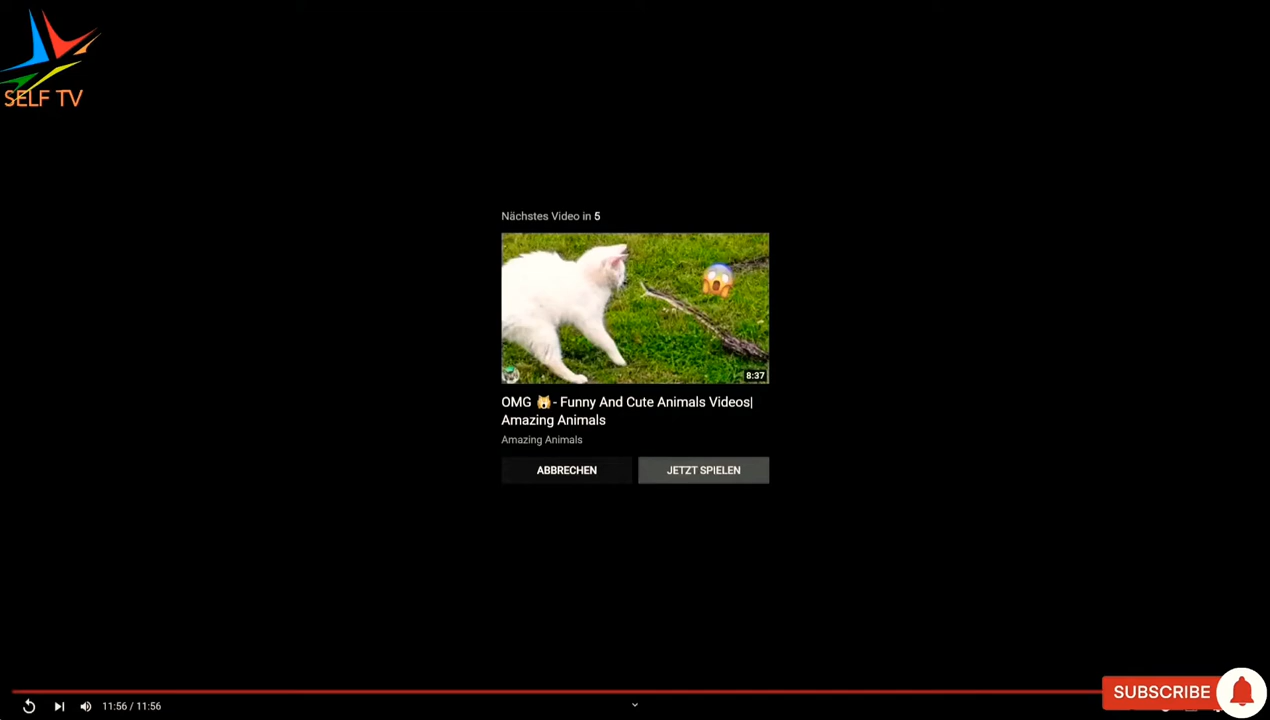 SELF TV
Nächstes Video in 5
8:37
OMG 🙀- Funny And Cute Animals Videos|
Amazing Animals
Amazing Animals
ABBRECHEN
JETZT SPIELEN
SUBSCRIBE
11:56 / 11:56